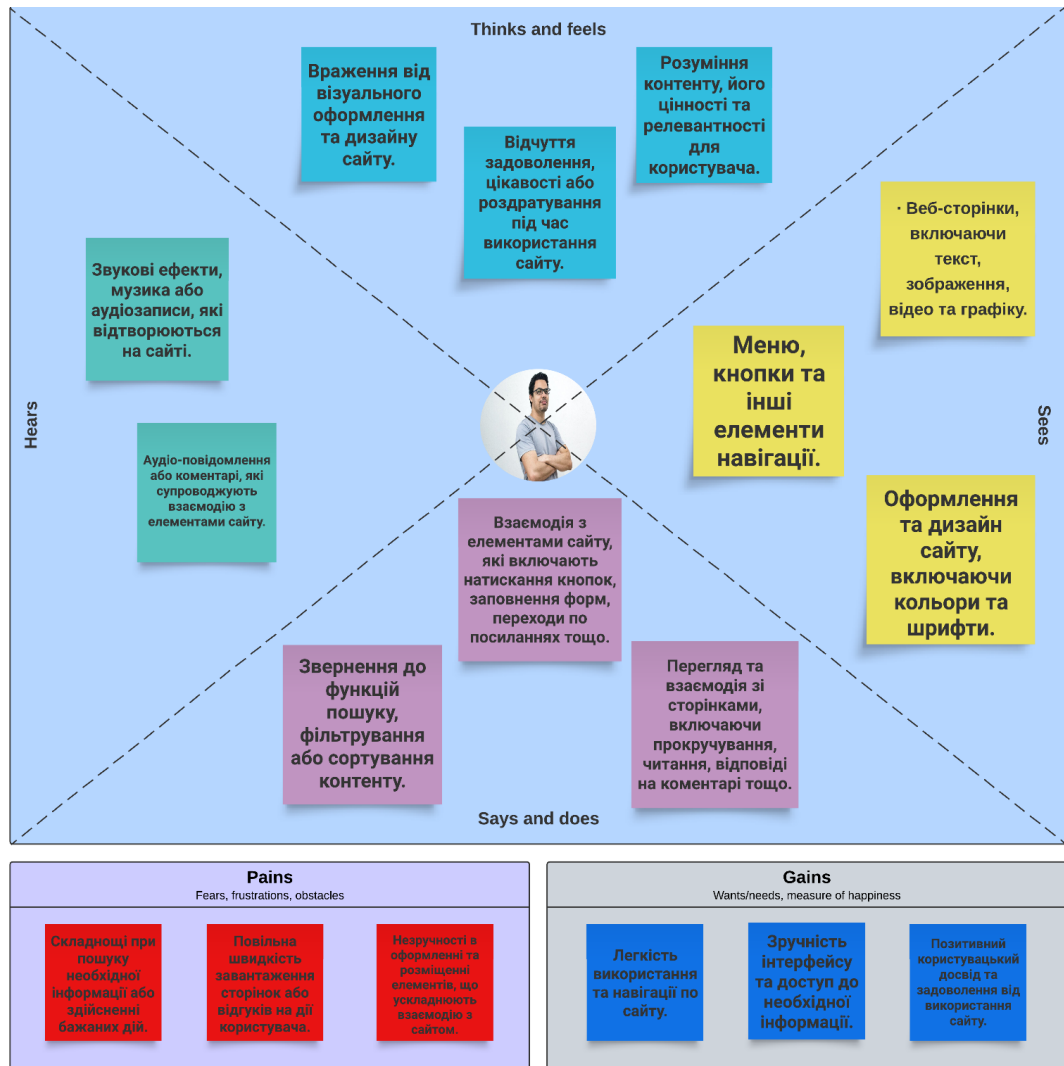 Thinks and feels
Враження від
візуального
оформлення
та дизайну
сайту.
Відчуття
задоволення,
цікавості або
роздратування
під час
використання
сайту.
Розуміння
контенту, його
цінності та
релевантності
для
користувача.
Hears
Звукові ефекти,
музика або
аудіозаписи, які
відтворюються
на сайті.
Аудіо-повідомлення
або коментарі, які
супроводжують
взаємодію з
елементами сайту.
Sees
· Веб-сторінки,
включаючи
текст,
зображення,
відео та графіку.
Меню,
кнопки та
інші
елементи
навігації.
Оформлення
та дизайн
сайту,
включаючи
кольори та
шрифти.
Взаємодія з
елементами сайту,
які включають
натискання кнопок,
заповнення форм,
переходи по
посиланнях тощо.
Звернення до
функцій
пошуку,
фільтрування
або сортування
контенту.
Перегляд та
взаємодія зі
сторінками,
включаючи
прокручування,
читання, відповіді
на коментарі тощо.
Says and does
Pains
Fears, frustrations, obstacles
Складнощі при
пошуку
необхідної
інформації або
здійсненні
бажаних дій.
Повільна
швидкість
завантаження
сторінок або
відгуків на дії
користувача.
Незручності в
оформленні та
розміщенні
елементів, що
ускладнюють
взаємодію з
сайтом.
Gains
Wants/needs, measure of happiness
Легкість
використання
та навігації по
сайту.
Зручність
інтерфейсу
та доступ до
необхідної
інформації.
Позитивний
користувацький
досвід та
задоволення від
використання
сайту.